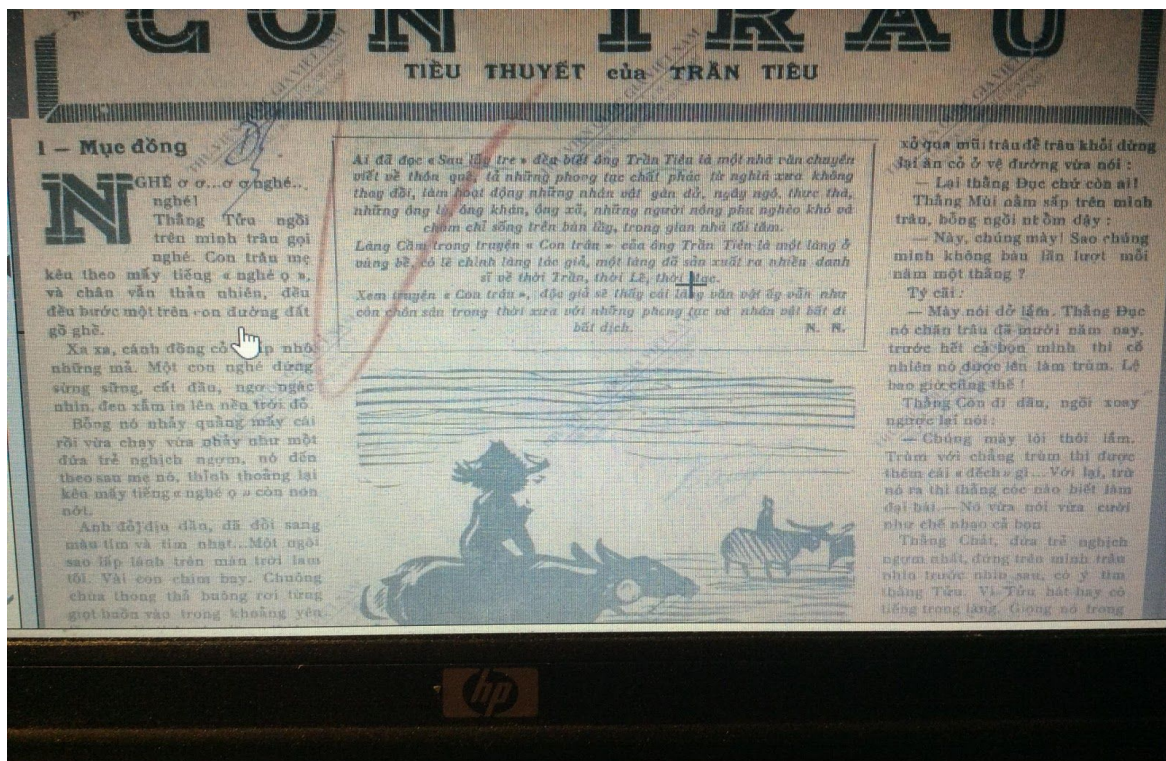 CON TRÂU
TIỂU THUYẾT của TRẦN TIÊU
1 — Mục đồng
NGHÉ ơ ơ...ơ ơ nghé..,
nghé!
Thằng Tửu ngồi
trên mình trâu gọi
nghé. Con trâu mẹ
kêu theo mấy tiếng « nghé ọ »,
và chân vẫn thản nhiên, đều
đều bước một trên con đường đất
gồ ghề.
Xa xa, cánh đồng cỏ nhô
những mả. Một con nghé đứng
sừng sững, cất đầu, ngơ ngác
nhìn, đen xẫm in lên nền trời đỏ.
Bỗng nó nhảy quảng mấy cái
rồi vừa chạy vừa nhảy như một
đứa trẻ nghịch ngợm, nó đến
theo sau mẹ nó, thỉnh thoảng lại
kêu mấy tiếng « nghé ọ » còn non
nớt.
Ánh đỏ dịu dần, đã đổi sang
màu tím và tím nhạt...Một ngôi
sao lấp lánh trên màn trời lam
tối. Vài con chim bay. Chuông
chùa thong thả buông rơi từng
giọt buồn vào trong khoảng yên
Ai đã đọc « Sau lũy tre » đều biết ông Trần Tiêu là một nhà văn chuyên
viết về thôn quê, tả những phong tục chất phác từ nghìn xưa không
thay đổi, làm hoạt động những nhân vật gàn dở, ngây ngô, thực thà,
những ông lý, ông khán, ông xã, những người nông phu nghèo khó và
chậm chỉ sống trên bàn lầy, trong gian nhà tối tăm.
Làng Cầm trong truyện « Con trâu » của ông Trần Tiêu là một làng ở
vùng bể, có lẽ chính làng tác giả, một làng đã sản xuất ra nhiều danh
sĩ về thời Trần, thời Lê, thời Mạc.
Xem truyện « Con trâu », độc giả sẽ thấy cái làng văn vật ấy vẫn như
còn chôn sâu trong thời xưa với những phong tục và nhân vật bất di
bất dịch. N. N.
xỏ qua mũi trâu để trâu khỏi dừng
lại ăn cỏ ở vệ đường vừa nói :
— Lại thằng Đục chứ còn ai!
Thằng Mùi nằm sấp trên mình
trâu, bỗng ngồi nhồm dậy :
— Này, chúng mày! Sao chúng
mình không bàn lần lượt mỗi
năm một thằng ?
Tý cãi :
— Mày nói dở lắm. Thằng Đục
nó chăn trâu đã mười năm nay,
trước hết cả bọn mình thì cố
nhiên nó được lên làm trùm. Lệ
bao giờ cũng thế !
Thằng Cón đi đầu, ngồi xoay
ngược lại nói :
— Chúng mày lôi thôi lắm.
Trùm với chẳng trùm thì được
thêm cái « đếch » gì... Với lại, trừ
nó ra thì thằng cóc nào biết làm
đại bái.— Nó vừa nói vừa cười
như chế nhạo cả bọn
Thằng Chắt, đứa trẻ nghịch
ngợm nhất, đứng trên mình trâu
nhìn trước nhìn sau, có ý tìm
thằng Tửu. Vì Tửu hát hay có
tiếng trong làng. Giọng nó trong
hp